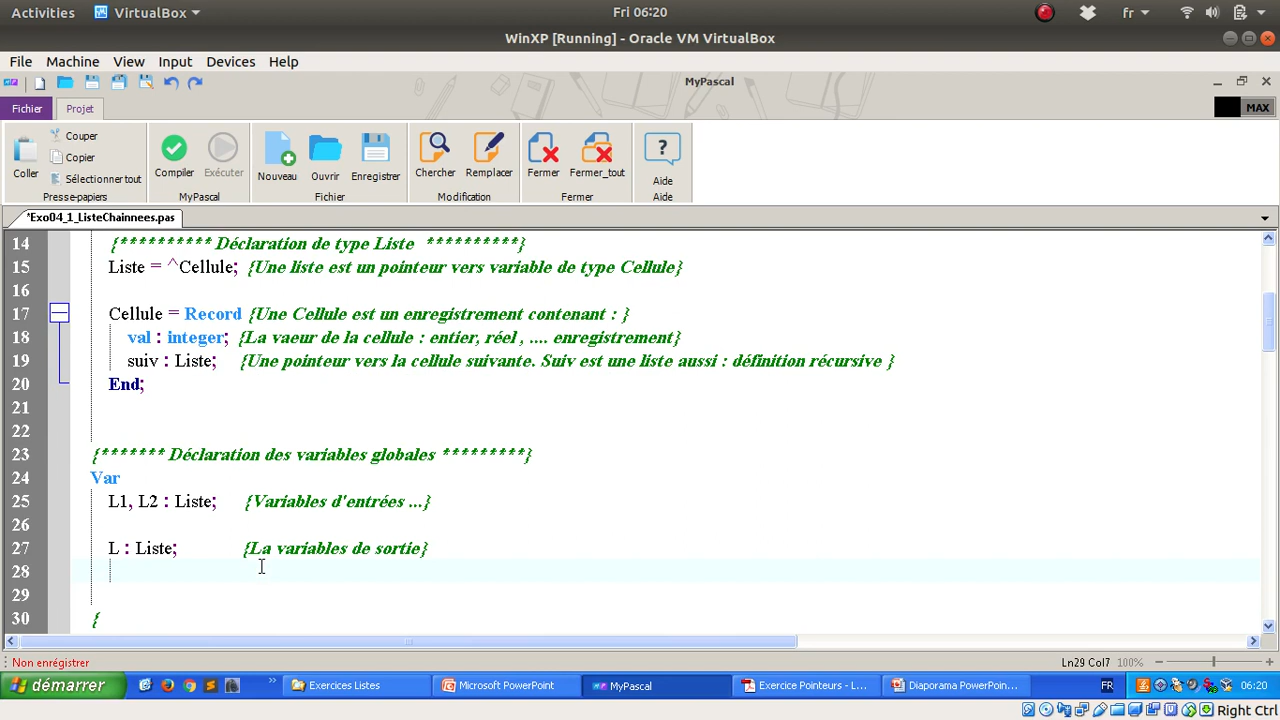 Activities VirtualBox Fri 06:20 fr
WinXP [Running] - Oracle VM VirtualBox
File Machine View Input Devices Help
MyPascal
Fichier Projet MAX
Coller Couper Copier Sélectionner tout Compiler Exécuter Nouveau Ouvrir Enregistrer Chercher Remplacer Fermer Fermer_tout ? Aide
Presse-papiers MyPascal Fichier Modification Fermer Aide
*Exo04_1_ListeChainnees.pas
14 {********** Déclaration de type Liste **********}
15 Liste = ^Cellule; {Une liste est un pointeur vers variable de type Cellule}
16
17 Cellule = Record {Une Cellule est un enregistrement contenant : }
18 val : integer; {La vaeur de la cellule : entier, réel , .... enregistrement}
19 suiv : Liste; {Une pointeur vers la cellule suivante. Suiv est une liste aussi : définition récursive }
20 End;
21
22
23 {******* Déclaration des variables globales *********}
24 Var
25 L1, L2 : Liste; {Variables d'entrées ...}
26
27 L : Liste; {La variables de sortie}
28
29
30 {
Non enrégistrer Ln29 Col7 100%
démarrer Exercices Listes Microsoft PowerPoint MyPascal Exercice Pointeurs - L... Diaporama PowerPoin... FR 06:20
Right Ctrl